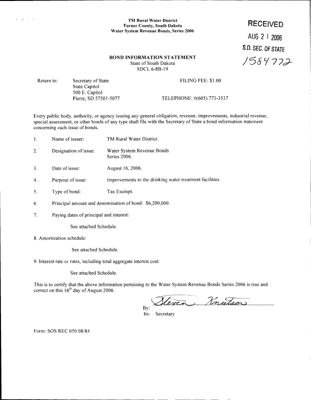 TM Rural Water District
Turner County, South Dakota
Water System Revenue Bonds, Series 2006
RECEIVED
AUG 21 2006
S.D. SEC. OF STATE
1584772
BOND INFORMATION STATEMENT
State of South Dakota
SDCL 6-8B-19
Return to: Secretary of State FILING FEE: $1.00
State Capitol
500 E. Capitol
Pierre, SD 57501-5077 TELEPHONE: #(605) 773-3537
Every public body, authority, or agency issuing any general obligation, revenue, improvements, industrial revenue,
special assessment, or other bonds of any type shall file with the Secretary of State a bond information statement
concerning each issue of bonds.
1. Name of issuer: TM Rural Water District.
2. Designation of issue: Water System Revenue Bonds
Series 2006.
3. Date of issue: August 16, 2006.
4. Purpose of issue: Improvements to the drinking water treatment facilities.
5. Type of bond: Tax Exempt.
6. Principal amount and denomination of bond: $6,200,000.
7. Paying dates of principal and interest:
See attached Schedule.
8. Amortization schedule:
See attached Schedule.
9. Interest rate or rates, including total aggregate interest cost:
See attached Schedule.
This is to certify that the above information pertaining to the Water System Revenue Bonds Series 2006 is true and
correct on this 16th day of August 2006.
By: Steven Knutson
Its: Secretary
Form: SOS REC 050 08/84